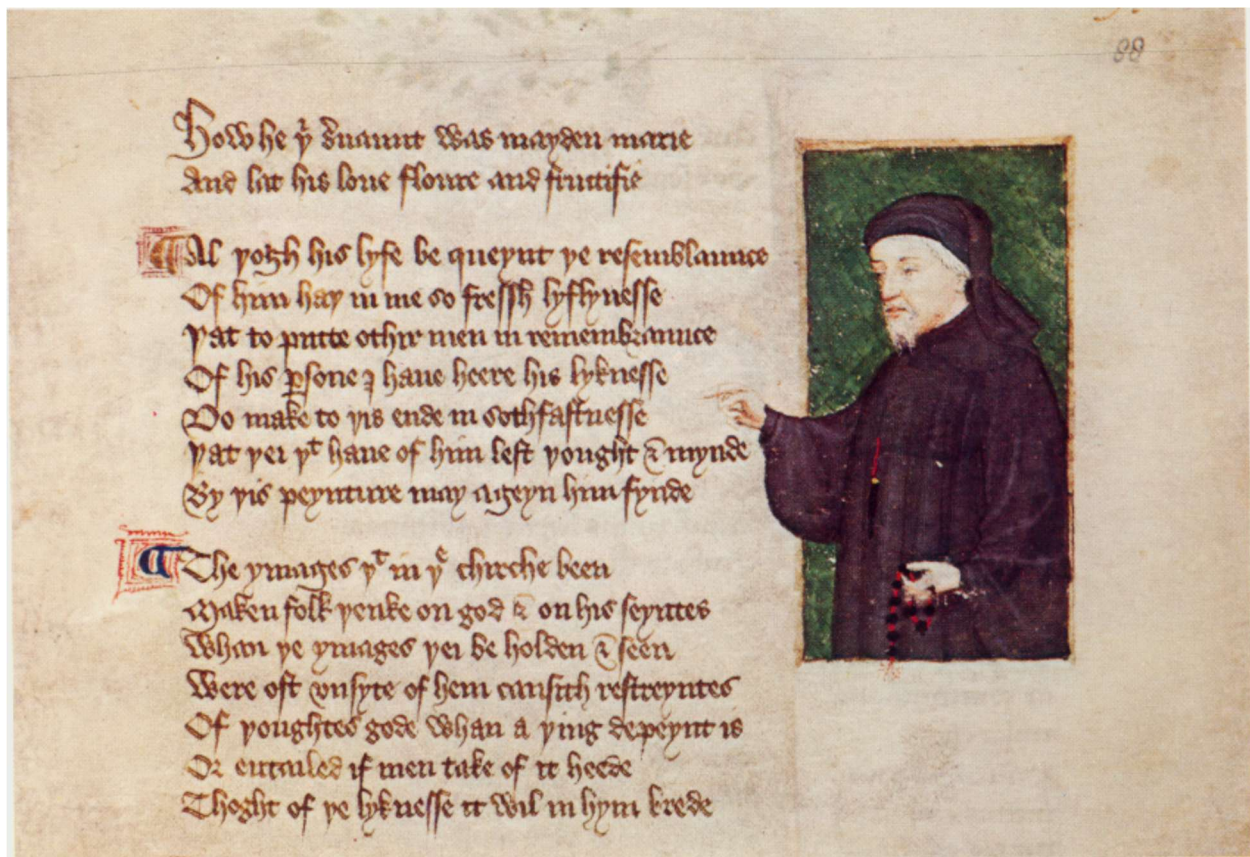 88
How he yͬ seruaunt was mayden marie
And lat his loue floure and fructifie
Al yogh his lyfe be queynt ye resemblaunce
Of him hay in me so fressh lyflynesse
Yat to putte othir men in remembraunce
Of his ꝑsone I haue heere his lyknesse
Do make to yis ende in sothfastnesse
Yat yei yͭ haue of him left yought & mynde
By yis peynture may ageyn him fynde
The ymages yͭ in yͤ chirche been
Maken folk yenke on god & on his seyntes
Whan ye ymages yei be holden & seen
Were oft vnsyte of hem causith restreyntes
Of youghtes gode whan a ying depeynt is
Or entailed if men take of it heede
Thoght of ye lyknesse it wil in hym brede